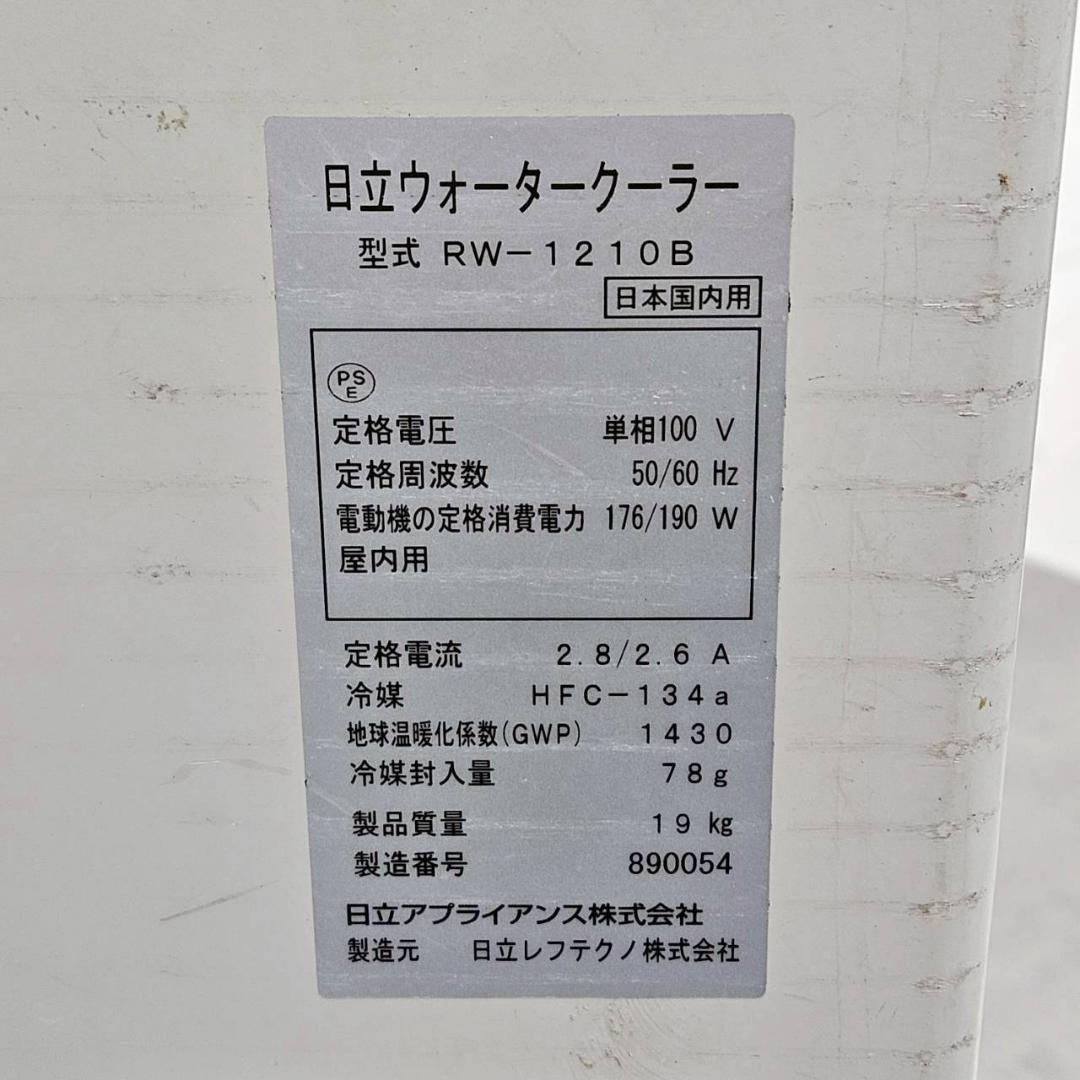 日立ウォータークーラー
型式 RW-1210B
日本国内用
PS
E
定格電圧 単相100 V
定格周波数 50/60 Hz
電動機の定格消費電力 176/190 W
屋内用
定格電流 2.8/2.6 A
冷媒 HFC-134a
地球温暖化係数(GWP) 1430
冷媒封入量 78g
製品質量 19 kg
製造番号 890054
日立アプライアンス株式会社
製造元 日立レフテクノ株式会社